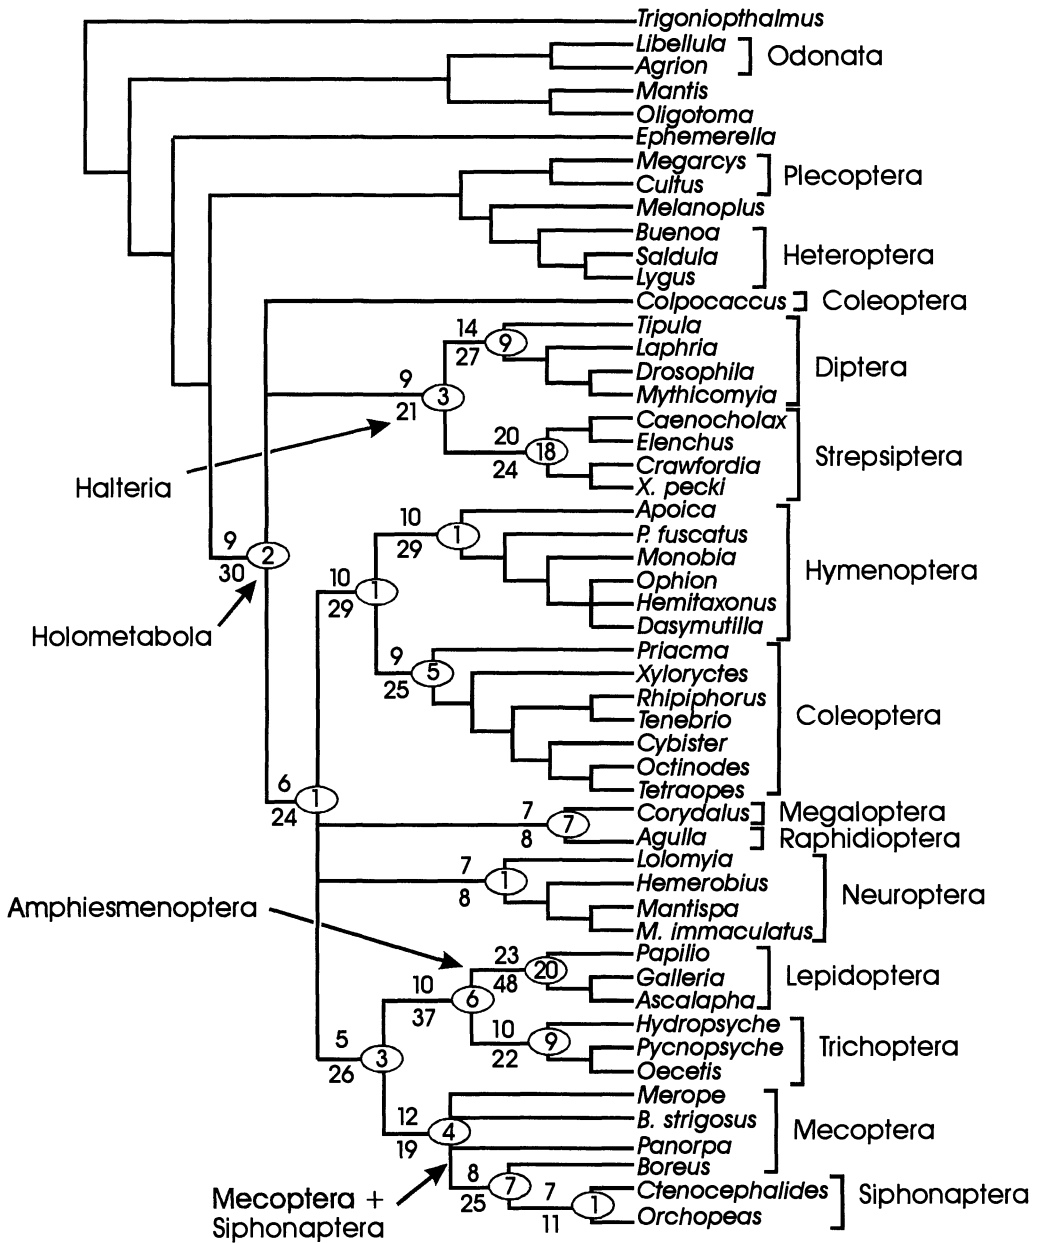 Trigoniopthalmus
Libellula
Agrion
Odonata
Mantis
Oligotoma
Ephemerella
Megarcys
Cultus
Plecoptera
Melanoplus
Buenoa
Saldula
Lygus
Heteroptera
Colpocaccus
Coleoptera
Tipula
14
27
9
Laphria
Drosophila
Mythicomyia
Diptera
9
21
3
Caenocholax
Elenchus
20
24
18
Crawfordia
X. pecki
Strepsiptera
Halteria
Apoica
10
29
1
P. fuscatus
Monobia
Ophion
Hemitaxonus
Dasymutilla
Hymenoptera
9
30
2
10
29
1
Holometabola
Priacma
9
25
5
Xyloryctes
Rhipiphorus
Tenebrio
Cybister
Octinodes
Tetraopes
Coleoptera
6
24
1
Corydalus
Megaloptera
7
8
7
Agulla
Raphidioptera
Lolomyia
7
8
1
Hemerobius
Mantispa
M. immaculatus
Neuroptera
Amphiesmenoptera
Papilio
23
48
20
Galleria
Ascalapha
Lepidoptera
10
37
6
Hydropsyche
10
22
9
Pycnopsyche
Oecetis
Trichoptera
5
26
3
Merope
B. strigosus
12
19
4
Panorpa
Boreus
Mecoptera
8
25
7
Ctenocephalides
7
11
1
Orchopeas
Siphonaptera
Mecoptera +
Siphonaptera